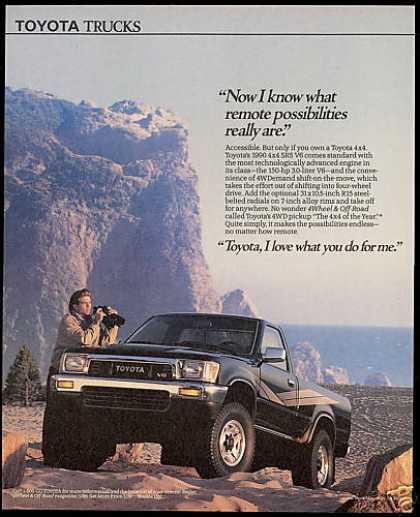 TOYOTA TRUCKS
“Now I know what
remote possibilities
really are.”
Accessible. But only if you own a Toyota 4x4.
Toyota's 1990 4x4 SR5 V6 comes standard with
the most technologically advanced engine in
its class—the 150-hp 3.0-liter V6—and the conve-
nience of 4WDemand shift-on-the-move, which
takes the effort out of shifting into four-wheel
drive. Add the optional 31 x 10.5-inch R15 steel-
belted radials on 7-inch alloy rims and take off
for anywhere. No wonder 4Wheel & Off-Road
called Toyota's 4WD pickup “The 4x4 of the Year.”*
Quite simply, it makes the possibilities endless—
no matter how remote.
“Toyota, I love what you do for me.”
TOYOTA
V6